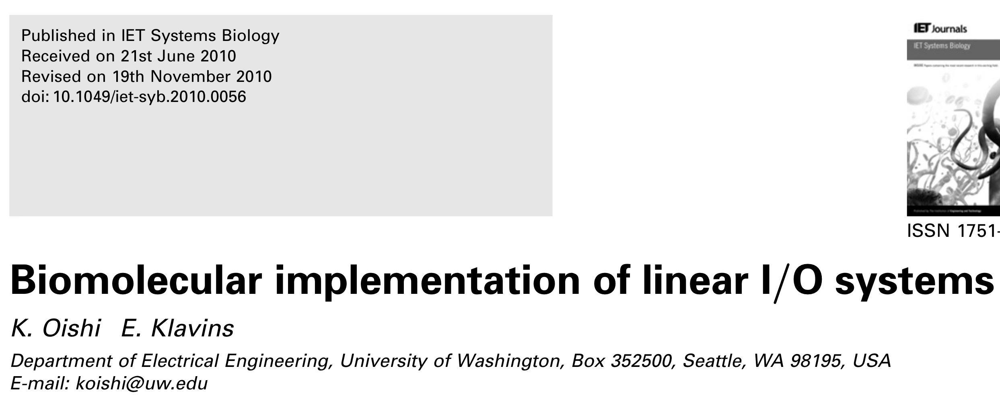 Published in IET Systems Biology
Received on 21st June 2010
Revised on 19th November 2010
doi: 10.1049/iet-syb.2010.0056
IET Journals
IET Systems Biology
ISSN 1751-
Biomolecular implementation of linear I/O systems
K. Oishi E. Klavins
Department of Electrical Engineering, University of Washington, Box 352500, Seattle, WA 98195, USA
E-mail: koishi@uw.edu